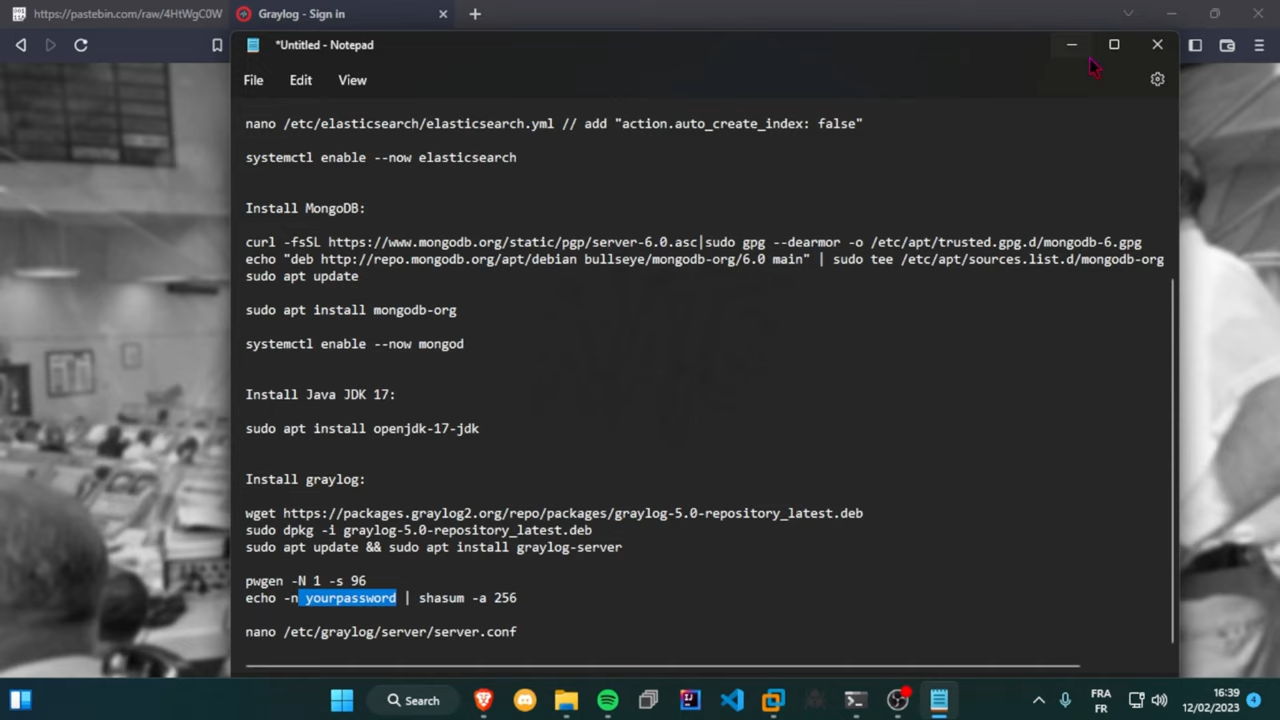 https://pastebin.com/raw/4HtWgC0W
Graylog - Sign in
*Untitled - Notepad
File Edit View
nano /etc/elasticsearch/elasticsearch.yml // add "action.auto_create_index: false"
systemctl enable --now elasticsearch
Install MongoDB:
curl -fsSL https://www.mongodb.org/static/pgp/server-6.0.asc|sudo gpg --dearmor -o /etc/apt/trusted.gpg.d/mongodb-6.gpg
echo "deb http://repo.mongodb.org/apt/debian bullseye/mongodb-org/6.0 main" | sudo tee /etc/apt/sources.list.d/mongodb-org
sudo apt update
sudo apt install mongodb-org
systemctl enable --now mongod
Install Java JDK 17:
sudo apt install openjdk-17-jdk
Install graylog:
wget https://packages.graylog2.org/repo/packages/graylog-5.0-repository_latest.deb
sudo dpkg -i graylog-5.0-repository_latest.deb
sudo apt update && sudo apt install graylog-server
pwgen -N 1 -s 96
echo -n yourpassword | shasum -a 256
nano /etc/graylog/server/server.conf
Search
FRA
FR
16:39
12/02/2023
4